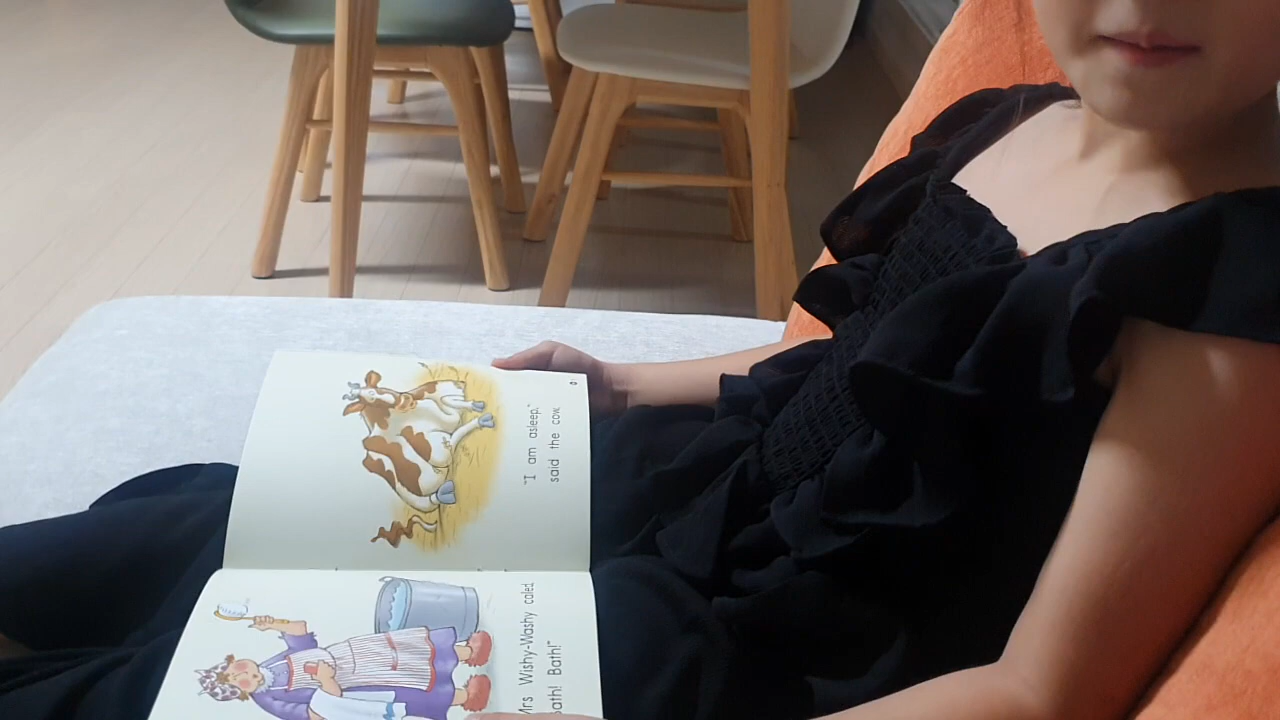 Mrs Wishy-Washy called,
"Bath! Bath!"
"I am asleep,"
said the cow.